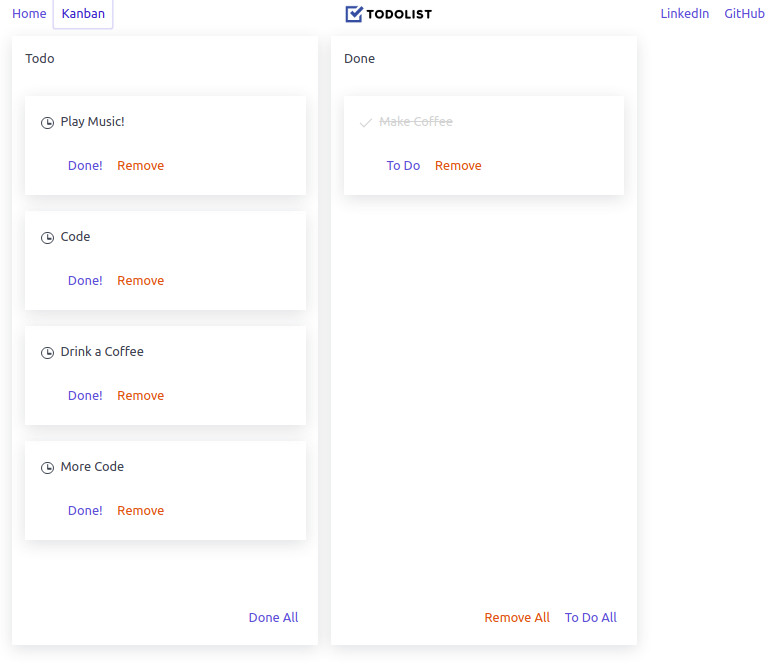 Home Kanban TODOLIST LinkedIn GitHub
Todo
Play Music!
Done! Remove
Code
Done! Remove
Drink a Coffee
Done! Remove
More Code
Done! Remove
Done All
Done
Make Coffee
To Do Remove
Remove All To Do All